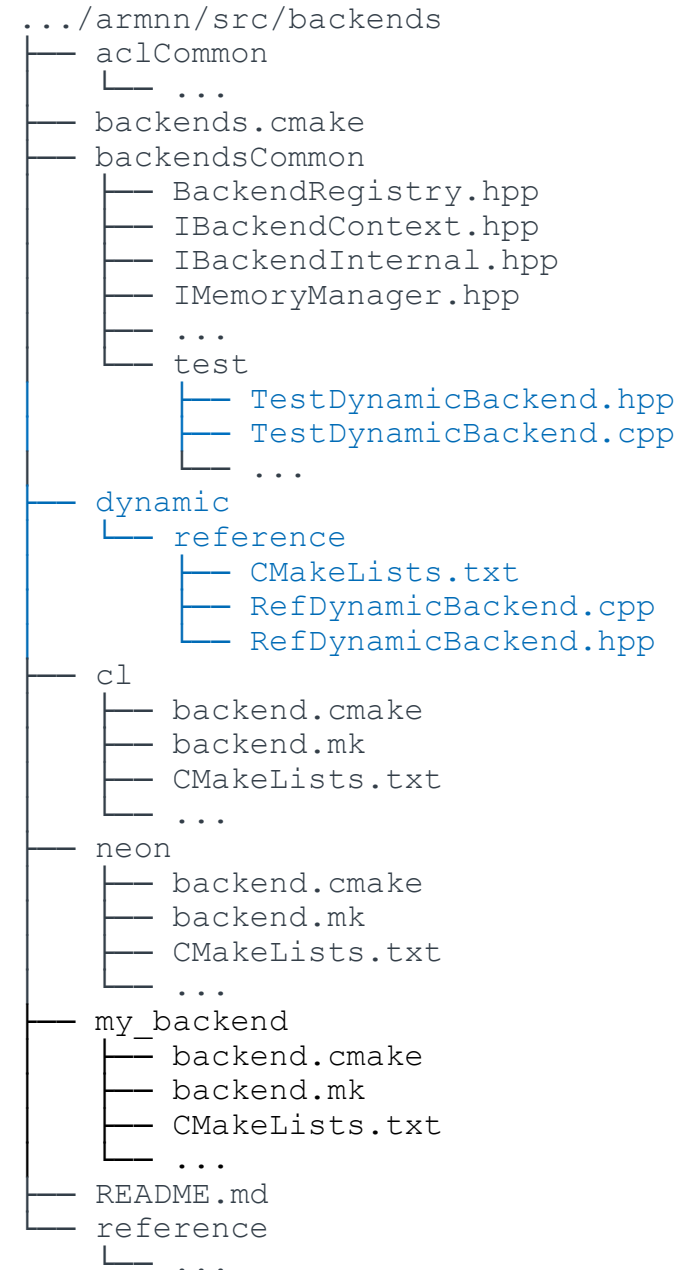 .../armnn/src/backends
├── aclCommon
│   └── ...
├── backends.cmake
├── backendsCommon
│   ├── BackendRegistry.hpp
│   ├── IBackendContext.hpp
│   ├── IBackendInternal.hpp
│   ├── IMemoryManager.hpp
│   ├── ...
│   └── test
│       ├── TestDynamicBackend.hpp
│       ├── TestDynamicBackend.cpp
│       └── ...
├── dynamic
│   └── reference
│       ├── CMakeLists.txt
│       ├── RefDynamicBackend.cpp
│       └── RefDynamicBackend.hpp
├── cl
│   ├── backend.cmake
│   ├── backend.mk
│   ├── CMakeLists.txt
│   └── ...
├── neon
│   ├── backend.cmake
│   ├── backend.mk
│   ├── CMakeLists.txt
│   └── ...
├── my_backend
│   ├── backend.cmake
│   ├── backend.mk
│   ├── CMakeLists.txt
│   └── ...
├── README.md
└── reference
    └── ...